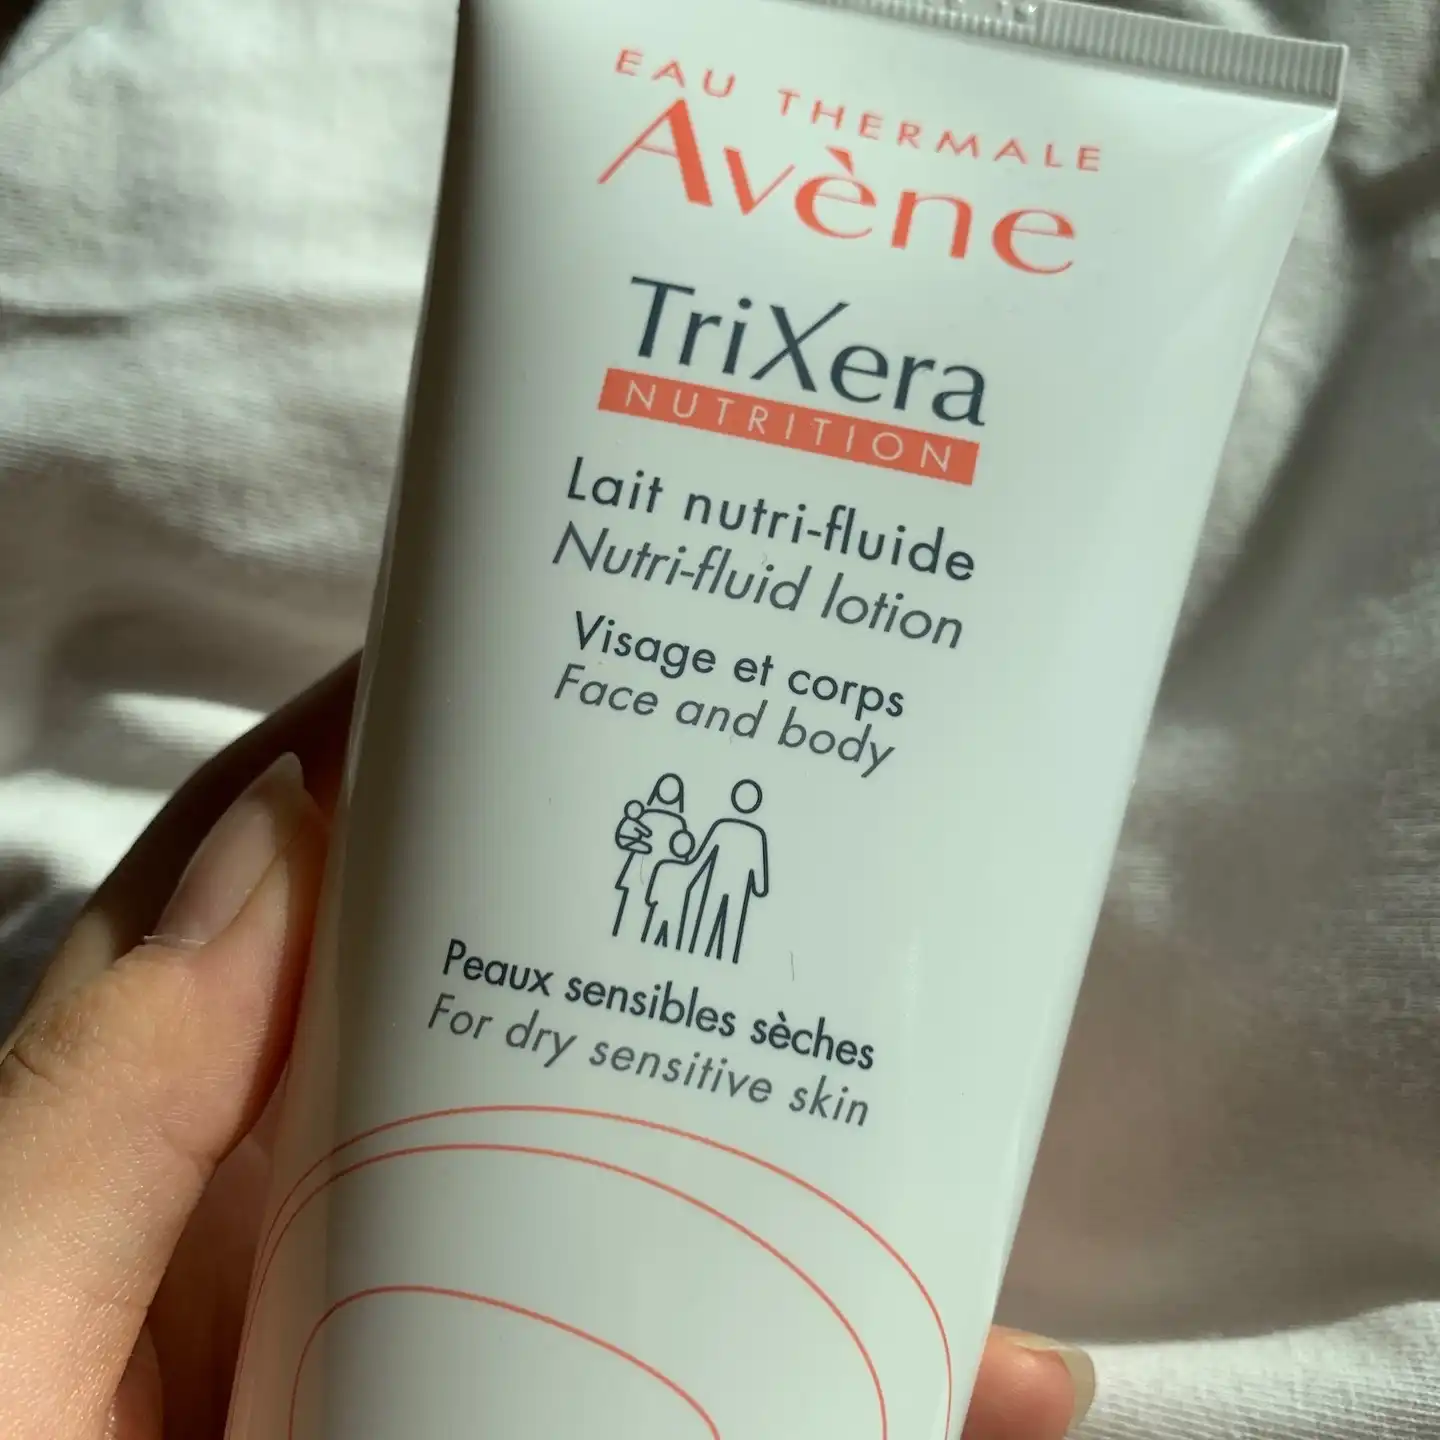 EAU THERMALE
Avène
TriXera
NUTRITION
Lait nutri-fluide
Nutri-fluid lotion
Visage et corps
Face and body
Peaux sensibles sèches
For dry sensitive skin